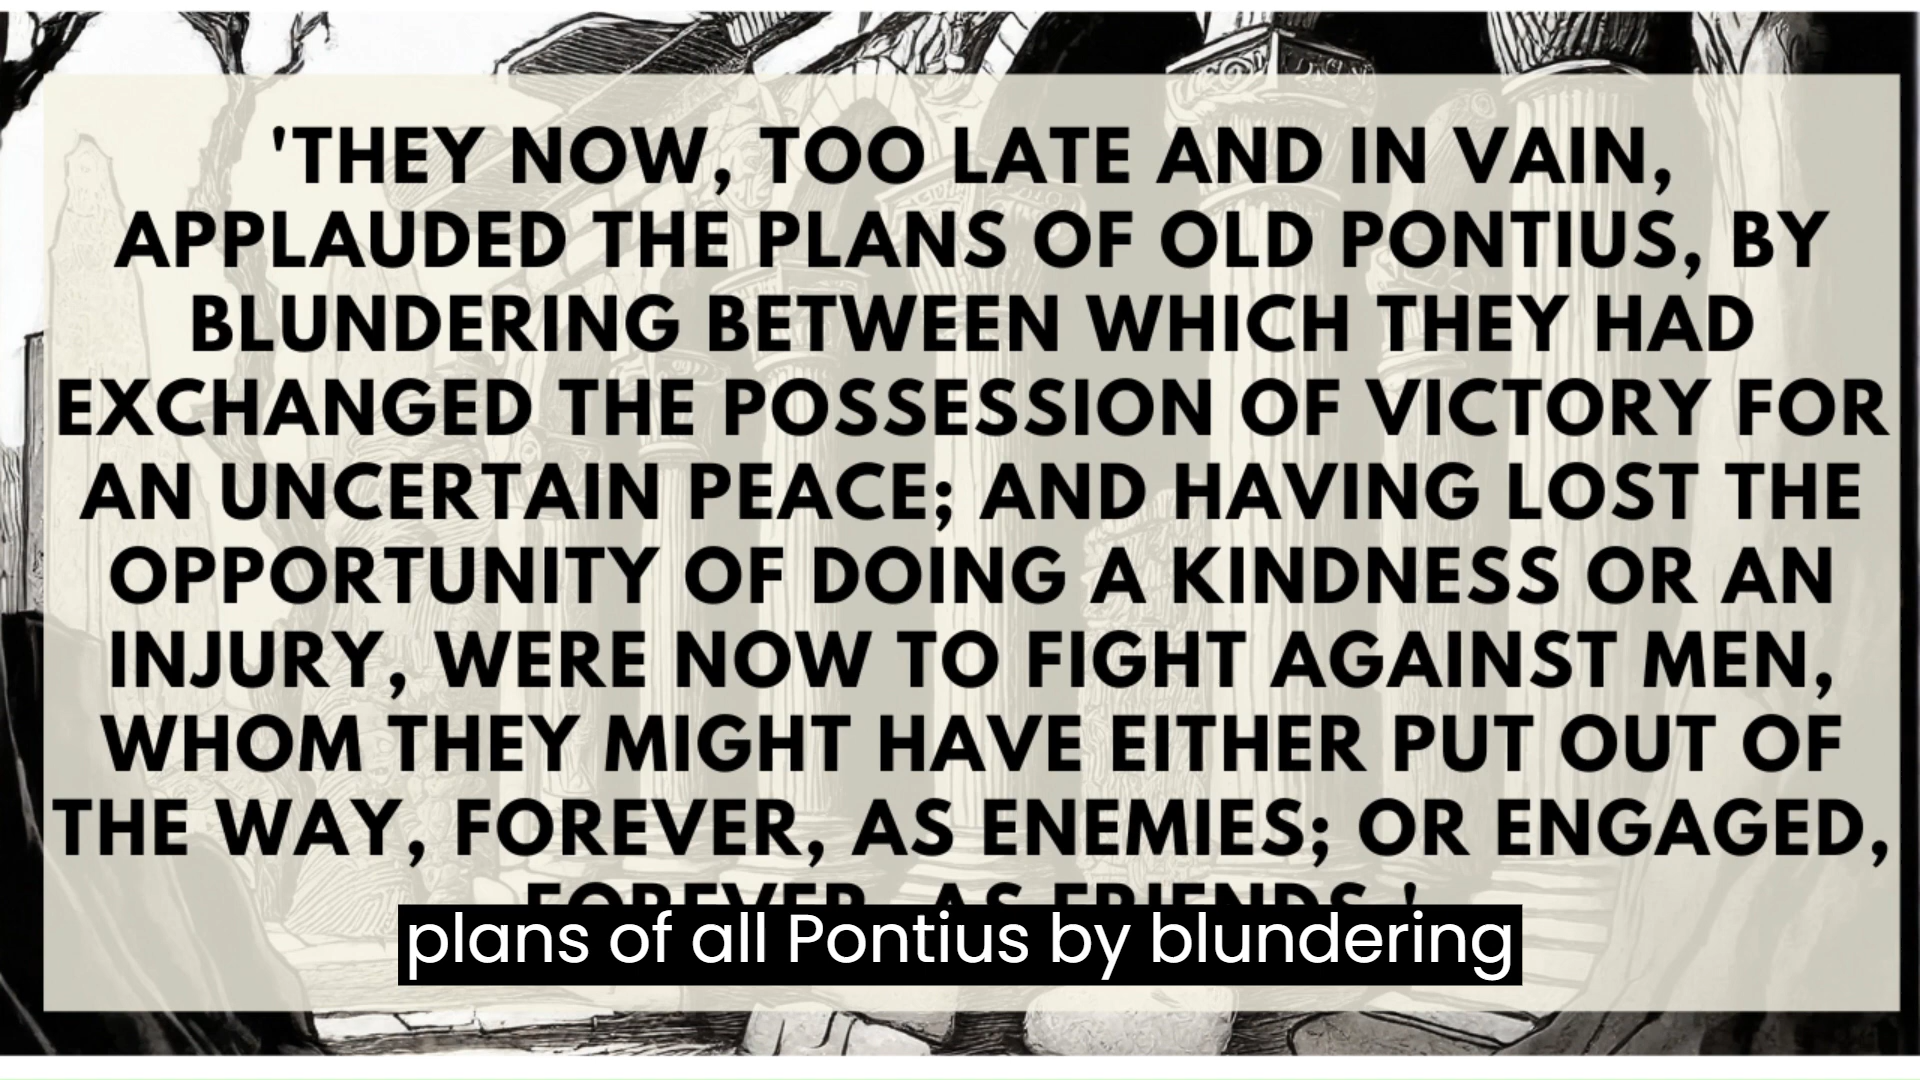 'THEY NOW, TOO LATE AND IN VAIN,
APPLAUDED THE PLANS OF OLD PONTIUS, BY
BLUNDERING BETWEEN WHICH THEY HAD
EXCHANGED THE POSSESSION OF VICTORY FOR
AN UNCERTAIN PEACE; AND HAVING LOST THE
OPPORTUNITY OF DOING A KINDNESS OR AN
INJURY, WERE NOW TO FIGHT AGAINST MEN,
WHOM THEY MIGHT HAVE EITHER PUT OUT OF
THE WAY, FOREVER, AS ENEMIES; OR ENGAGED,
FOREVER, AS FRIENDS.'
plans of all Pontius by blundering